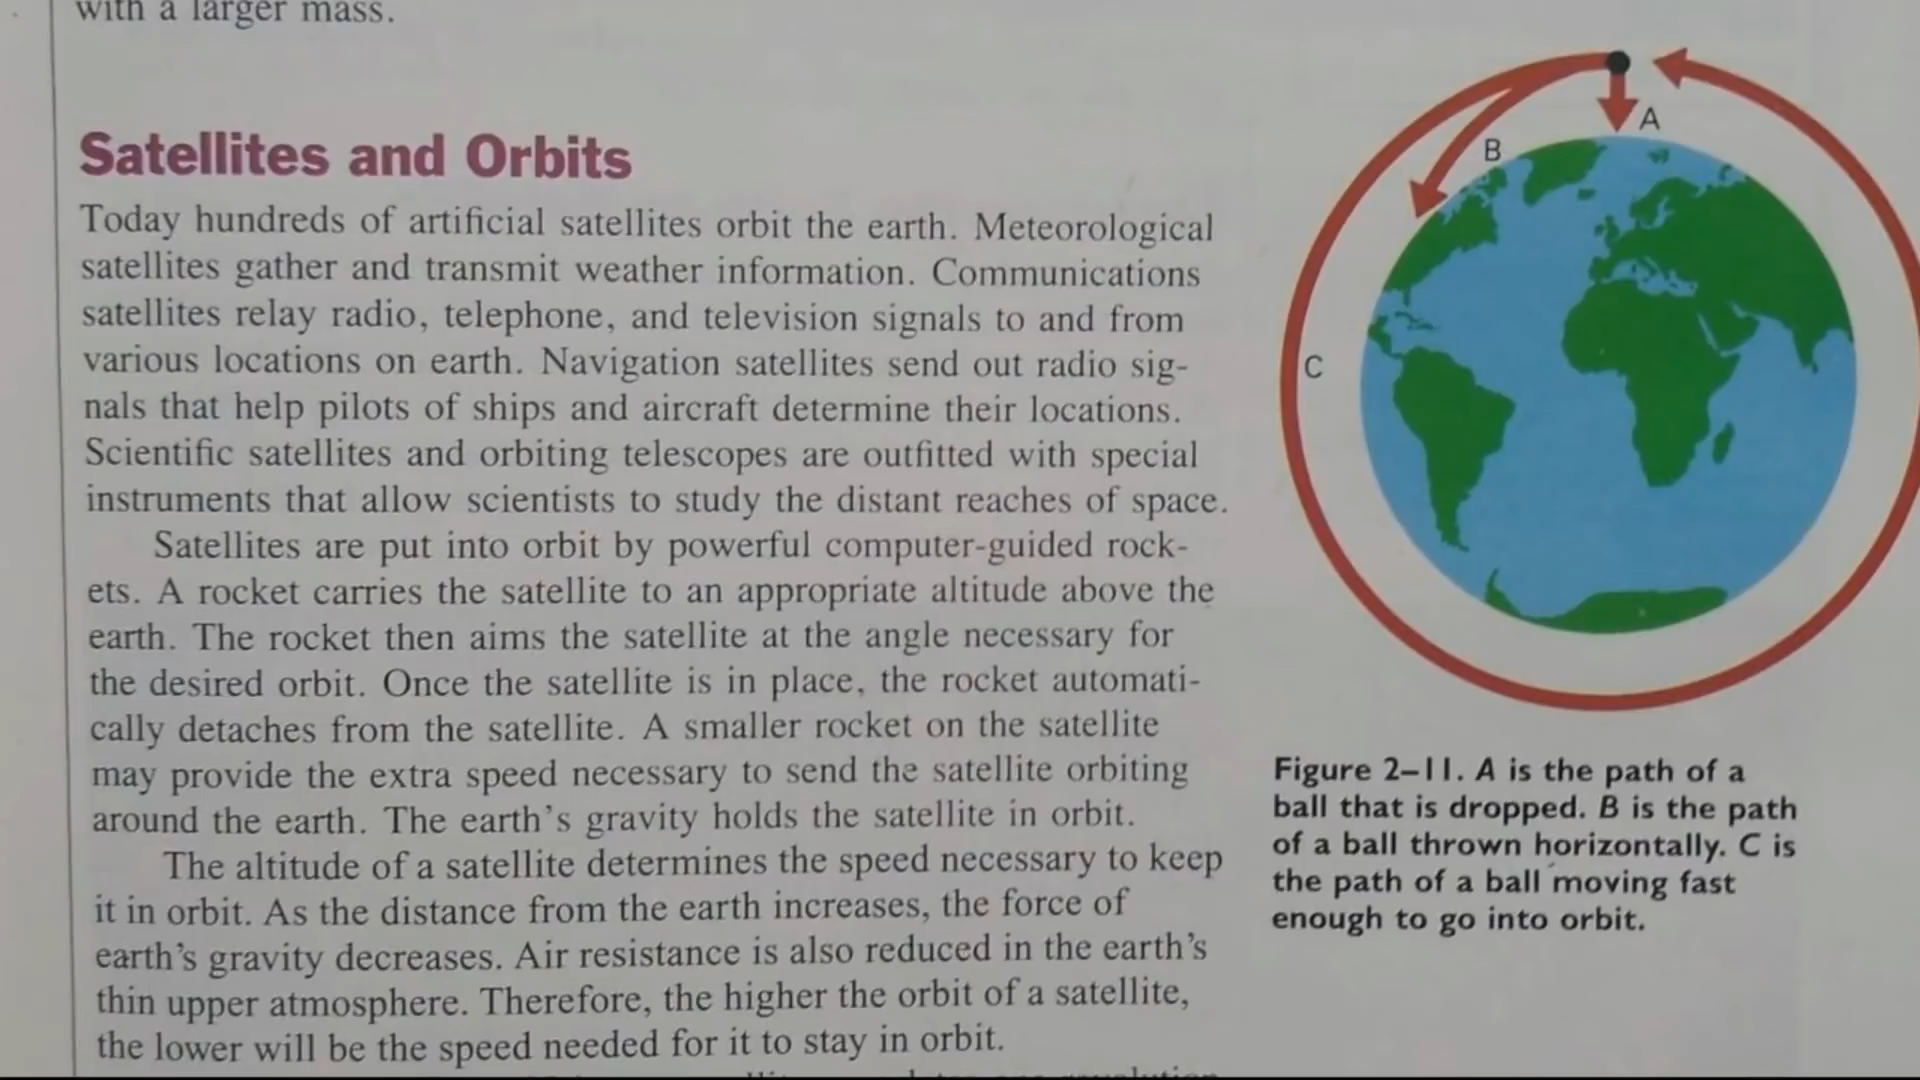 with a larger mass.
Satellites and Orbits
Today hundreds of artificial satellites orbit the earth. Meteorological
satellites gather and transmit weather information. Communications
satellites relay radio, telephone, and television signals to and from
various locations on earth. Navigation satellites send out radio sig-
nals that help pilots of ships and aircraft determine their locations.
Scientific satellites and orbiting telescopes are outfitted with special
instruments that allow scientists to study the distant reaches of space.
Satellites are put into orbit by powerful computer-guided rock-
ets. A rocket carries the satellite to an appropriate altitude above the
earth. The rocket then aims the satellite at the angle necessary for
the desired orbit. Once the satellite is in place, the rocket automati-
cally detaches from the satellite. A smaller rocket on the satellite
may provide the extra speed necessary to send the satellite orbiting
around the earth. The earth's gravity holds the satellite in orbit.
The altitude of a satellite determines the speed necessary to keep
it in orbit. As the distance from the earth increases, the force of
earth's gravity decreases. Air resistance is also reduced in the earth's
thin upper atmosphere. Therefore, the higher the orbit of a satellite,
the lower will be the speed needed for it to stay in orbit.
A
B
C
Figure 2–11. A is the path of a
ball that is dropped. B is the path
of a ball thrown horizontally. C is
the path of a ball moving fast
enough to go into orbit.